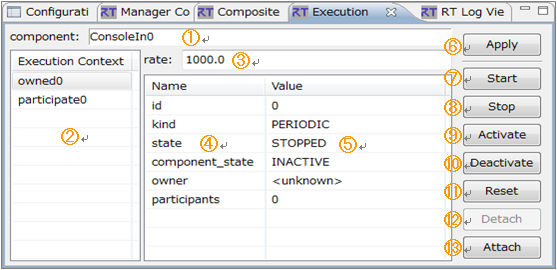 Configurati RT Manager Co RT Composite RT Execution RT RT Log Vie
component: ConsoleIn0 ①
Execution Context
owned0
participate0
②
rate: 1000.0 ③
Name Value
id 0
kind PERIODIC
state ④ STOPPED ⑤
component_state INACTIVE
owner <unknown>
participants 0
⑥ Apply
⑦ Start
⑧ Stop
⑨ Activate
⑩ Deactivate
⑪ Reset
⑫ Detach
⑬ Attach